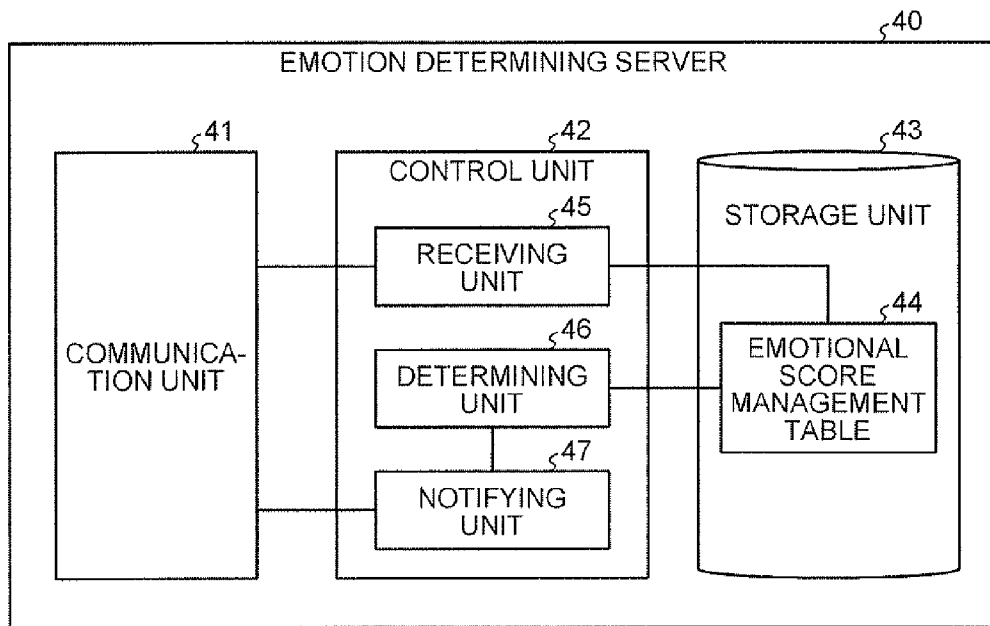 40
EMOTION DETERMINING SERVER
41
COMMUNICA-
TION UNIT
42
CONTROL UNIT
45
RECEIVING
UNIT
46
DETERMINING
UNIT
47
NOTIFYING
UNIT
43
STORAGE UNIT
44
EMOTIONAL
SCORE
MANAGEMENT
TABLE